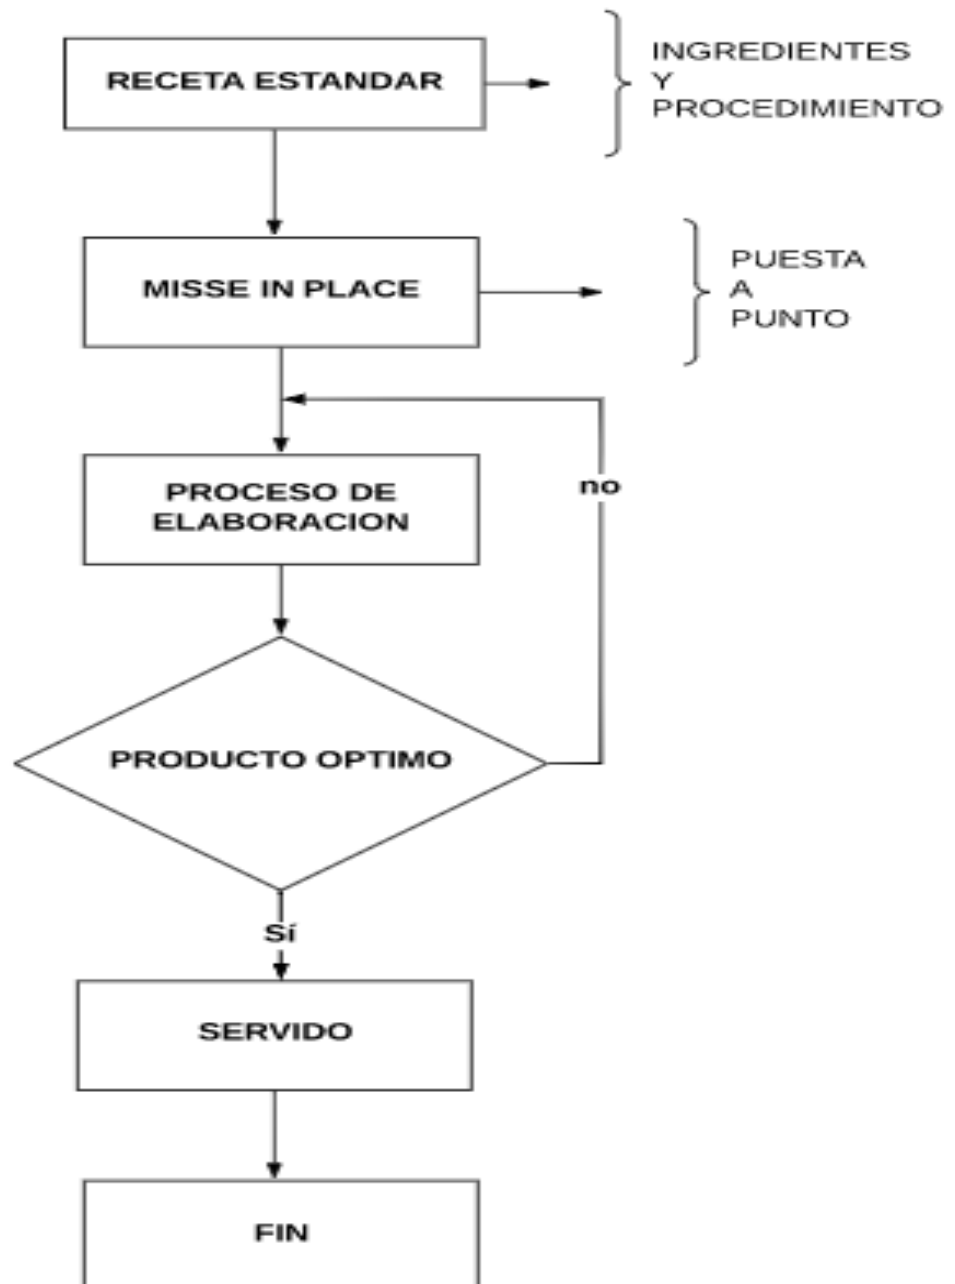 RECETA ESTANDAR
INGREDIENTES
Y
PROCEDIMIENTO
MISSE IN PLACE
PUESTA
A
PUNTO
PROCESO DE
ELABORACION
no
PRODUCTO OPTIMO
Sí
SERVIDO
FIN